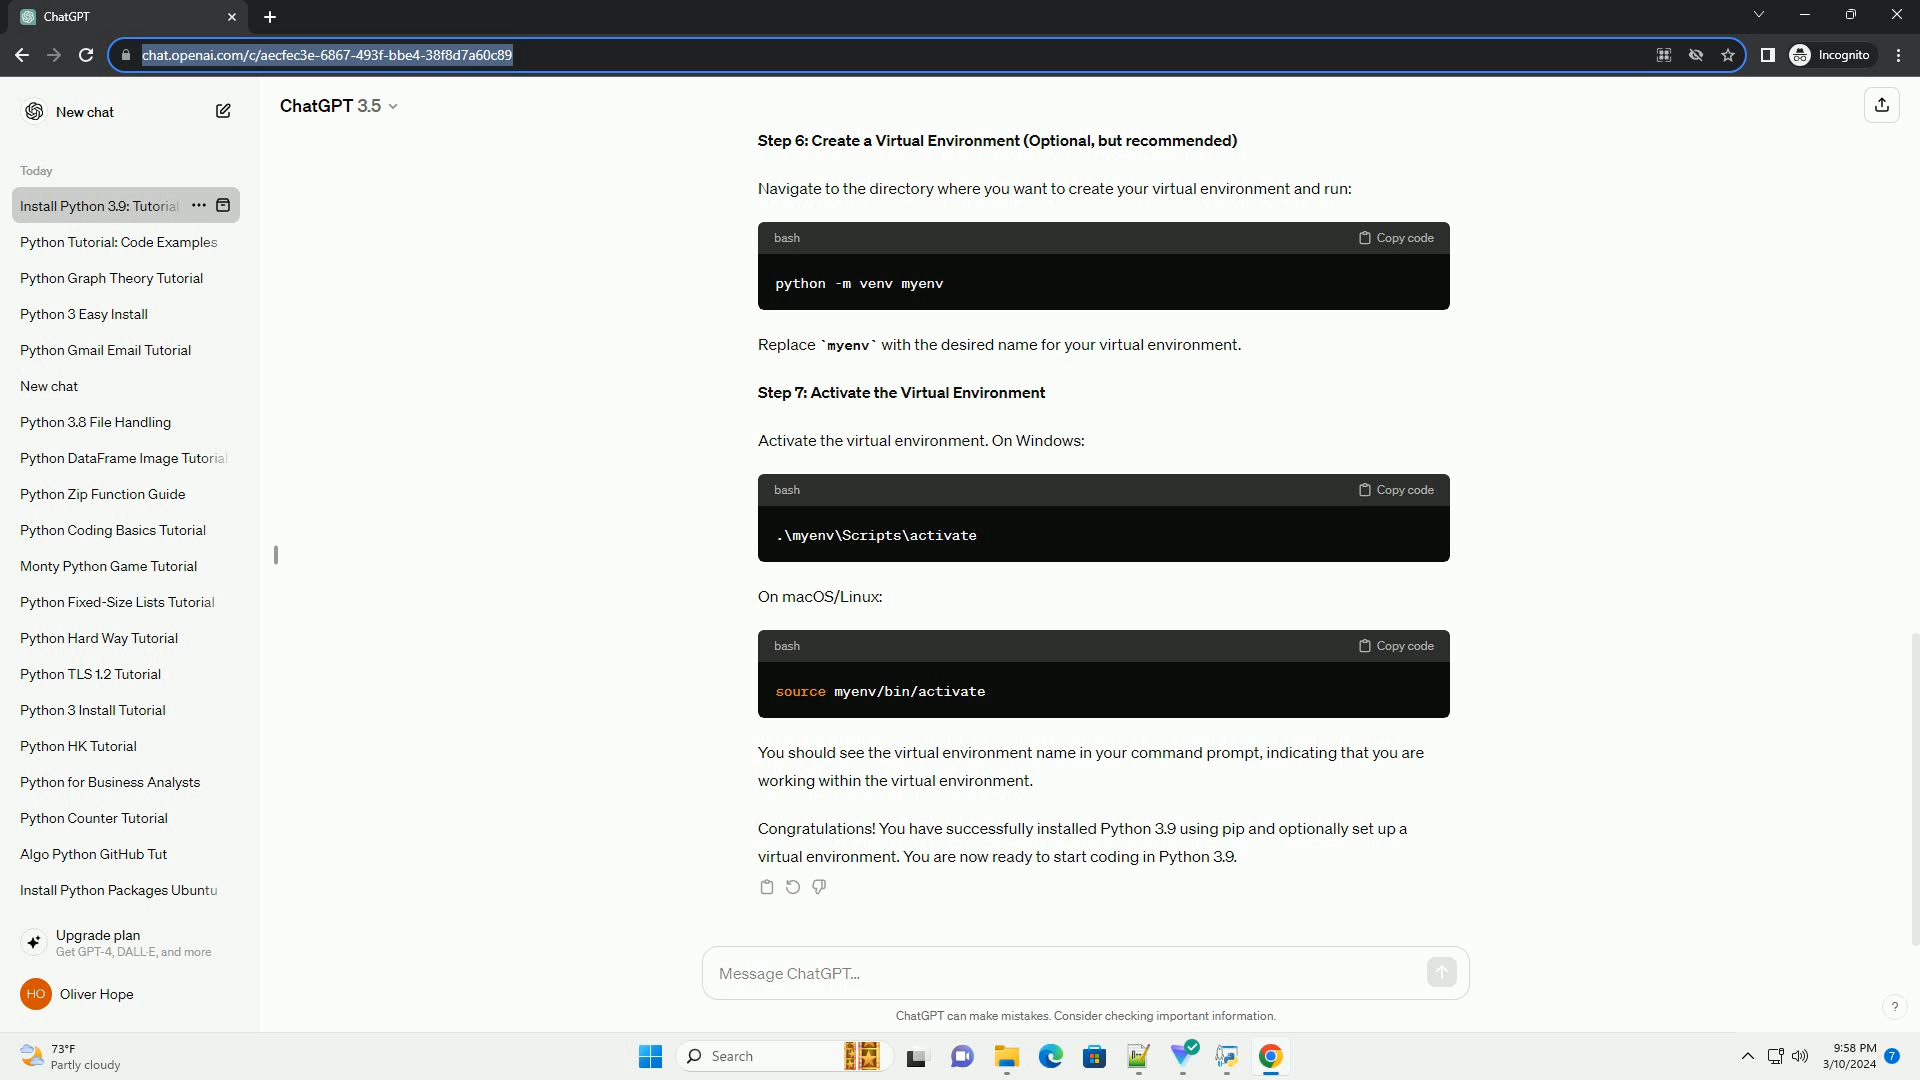 ChatGPT
chat.openai.com/c/aecfec3e-6867-493f-bbe4-38f8d7a60c89
Incognito
New chat
ChatGPT 3.5
Today
Install Python 3.9: Tutorial
Python Tutorial: Code Examples
Python Graph Theory Tutorial
Python 3 Easy Install
Python Gmail Email Tutorial
New chat
Python 3.8 File Handling
Python DataFrame Image Tutorial
Python Zip Function Guide
Python Coding Basics Tutorial
Monty Python Game Tutorial
Python Fixed-Size Lists Tutorial
Python Hard Way Tutorial
Python TLS 1.2 Tutorial
Python 3 Install Tutorial
Python HK Tutorial
Python for Business Analysts
Python Counter Tutorial
Algo Python GitHub Tut
Install Python Packages Ubuntu
Upgrade plan
Get GPT-4, DALL·E, and more
HO
Oliver Hope
Step 6: Create a Virtual Environment (Optional, but recommended)
Navigate to the directory where you want to create your virtual environment and run:
bash
Copy code
python -m venv myenv
Replace `myenv` with the desired name for your virtual environment.
Step 7: Activate the Virtual Environment
Activate the virtual environment. On Windows:
bash
Copy code
.\myenv\Scripts\activate
On macOS/Linux:
bash
Copy code
source myenv/bin/activate
You should see the virtual environment name in your command prompt, indicating that you are
working within the virtual environment.
Congratulations! You have successfully installed Python 3.9 using pip and optionally set up a
virtual environment. You are now ready to start coding in Python 3.9.
Message ChatGPT…
ChatGPT can make mistakes. Consider checking important information.
?
73°F
Partly cloudy
Search
9:58 PM
3/10/2024
7